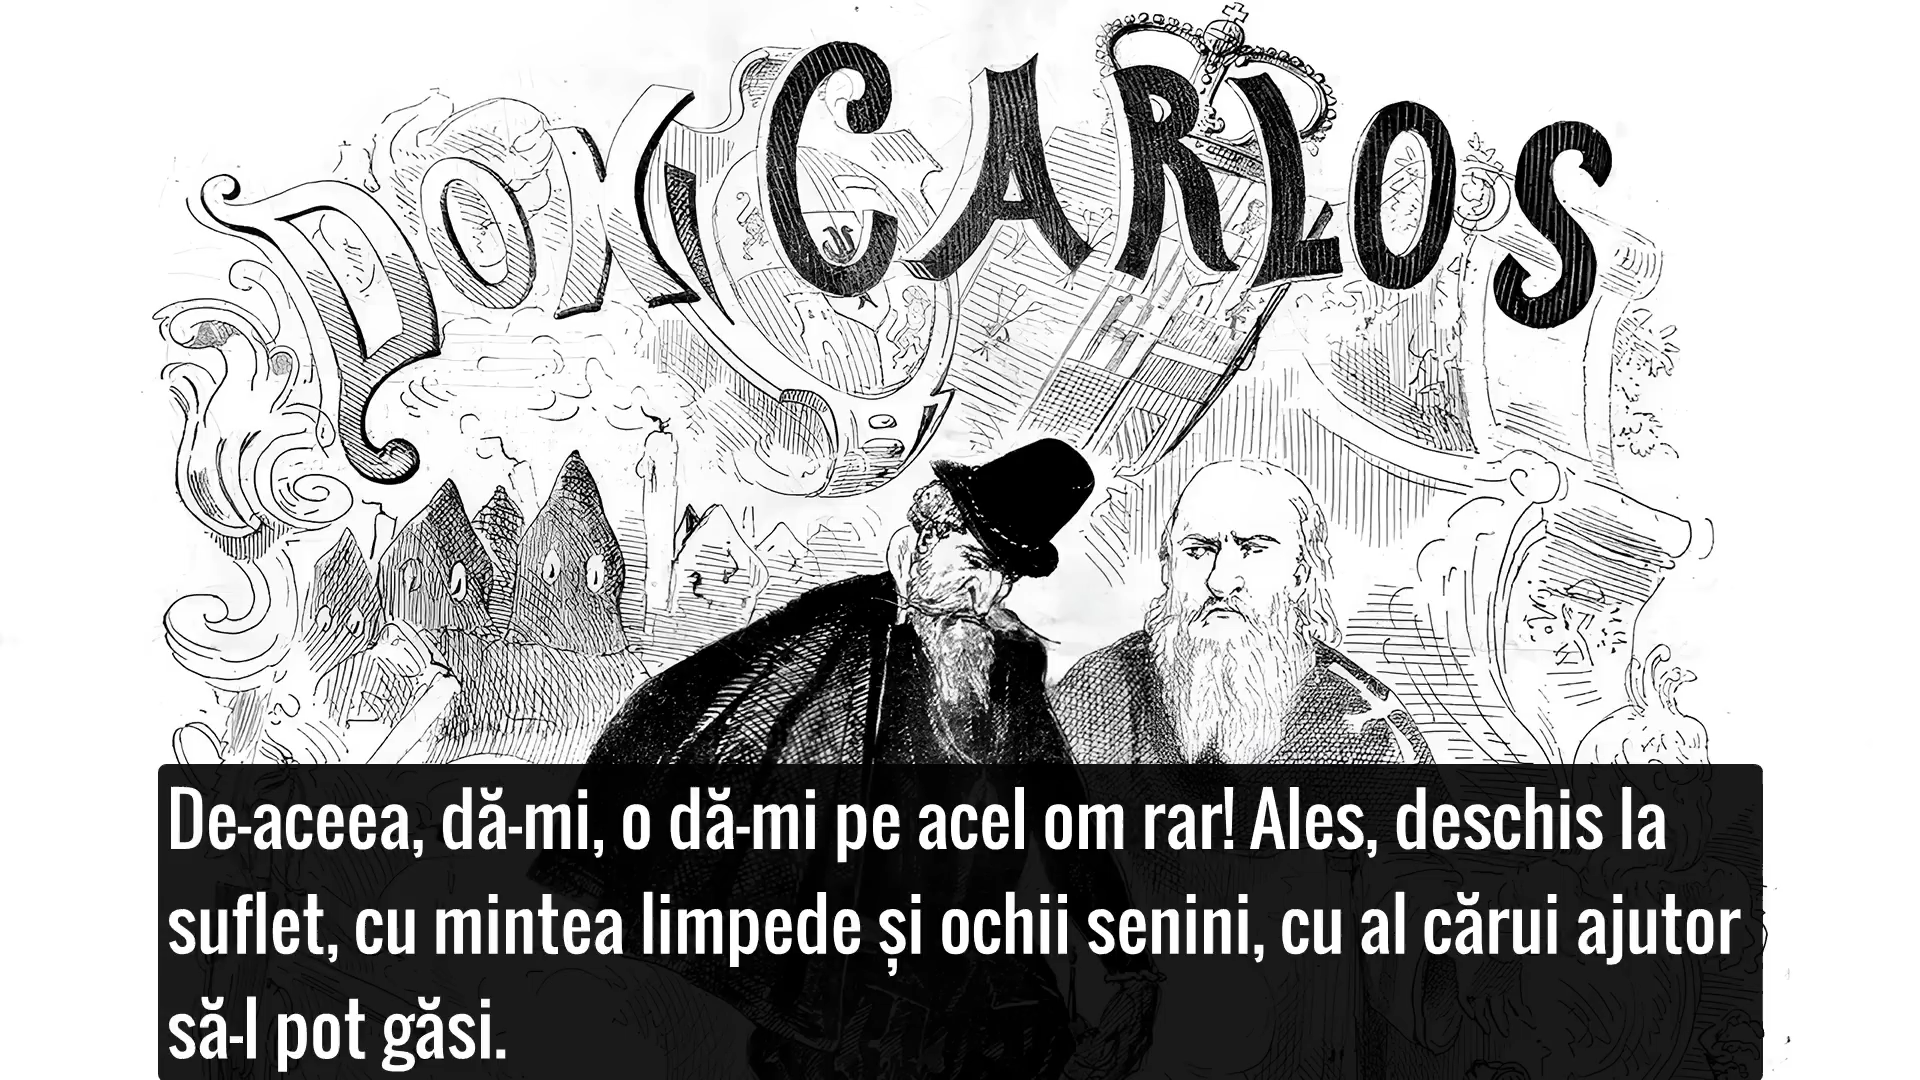 DON CARLOS
De-aceea, dă-mi, o dă-mi pe acel om rar! Ales, deschis la
suflet, cu mintea limpede și ochii senini, cu al cărui ajutor
să-l pot găsi.